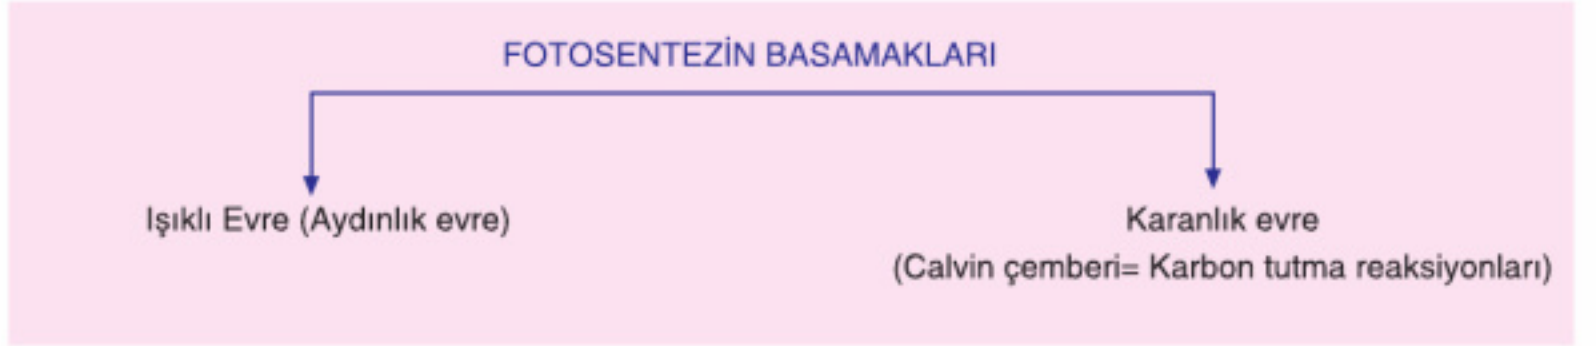 FOTOSENTEZİN BASAMAKLARI
Işıklı Evre (Aydınlık evre)
Karanlık evre
(Calvin çemberi= Karbon tutma reaksiyonları)